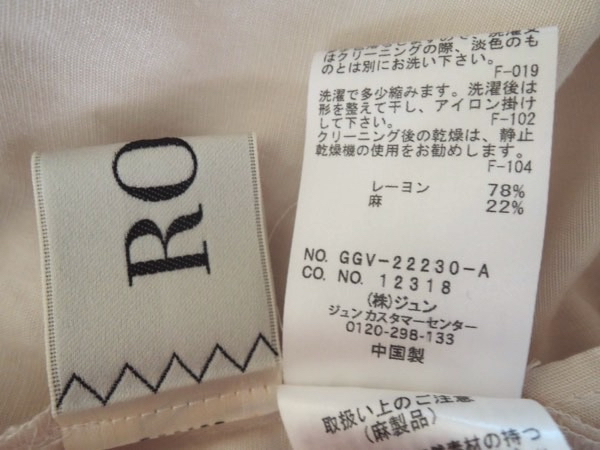 RO
はクリーニングの際、淡色のも
のとは別にお洗い下さい。
F-019
洗濯で多少縮みます。洗濯後は
形を整えて干し、アイロン掛け
して下さい。 F-102
クリーニング後の乾燥は、静止
乾燥機の使用をお勧めします。
F-104
レーヨン 78%
麻 22%
NO. GGV-22230-A
CO. NO. 12318
(株)ジュン
ジュンカスタマーセンター
0120-298-133
中国製
取扱い上のご注意
(麻製品)
素材の持つ